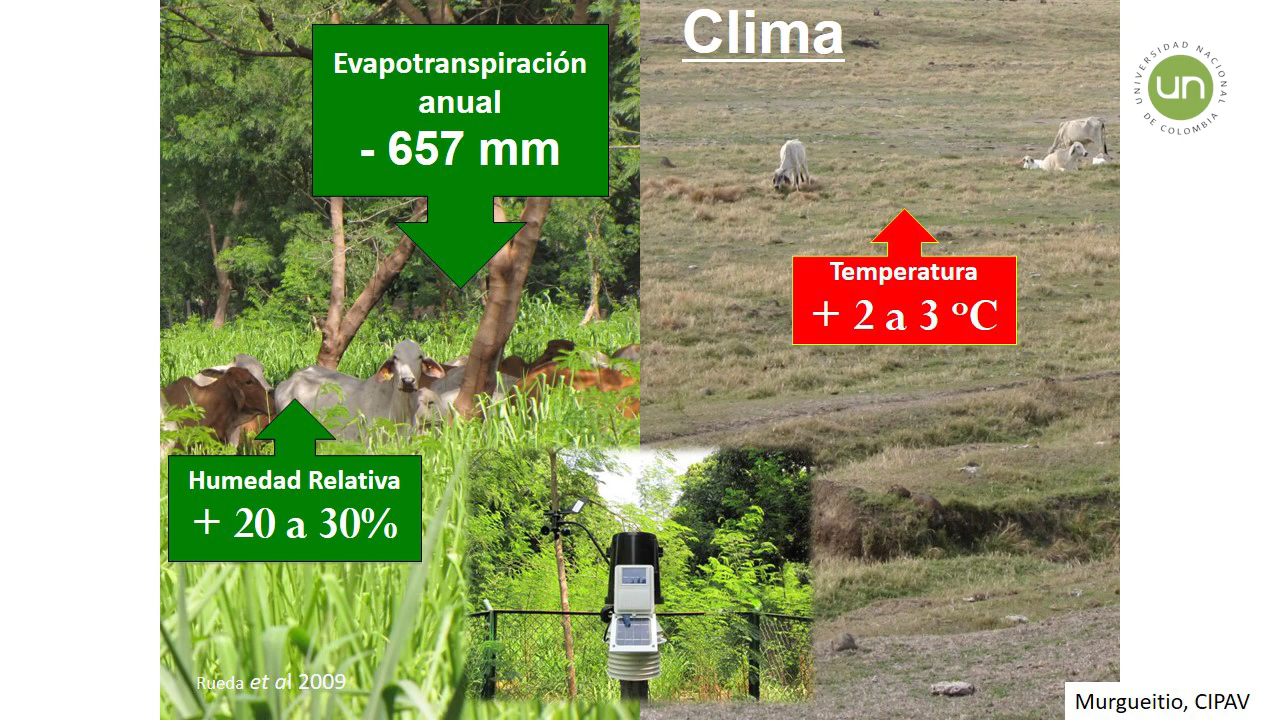 Clima
Evapotranspiración
anual
- 657 mm
UNIVERSIDAD NACIONAL
DE COLOMBIA
un
Temperatura
+ 2 a 3 ºC
Humedad Relativa
+ 20 a 30%
Rueda et al 2009
Murgueitio, CIPAV